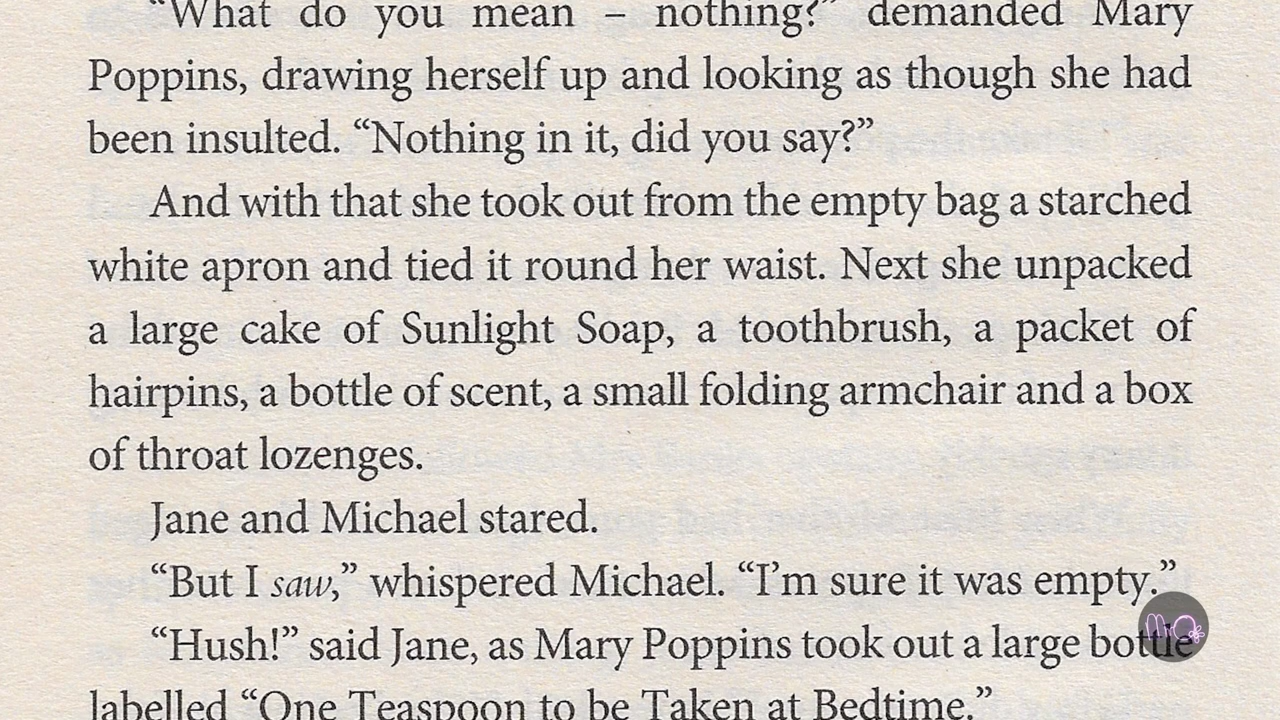 “What do you mean – nothing?” demanded Mary
Poppins, drawing herself up and looking as though she had
been insulted. “Nothing in it, did you say?”
And with that she took out from the empty bag a starched
white apron and tied it round her waist. Next she unpacked
a large cake of Sunlight Soap, a toothbrush, a packet of
hairpins, a bottle of scent, a small folding armchair and a box
of throat lozenges.
Jane and Michael stared.
“But I saw,” whispered Michael. “I’m sure it was empty.”
“Hush!” said Jane, as Mary Poppins took out a large bottle
labelled “One Teaspoon to be Taken at Bedtime.”